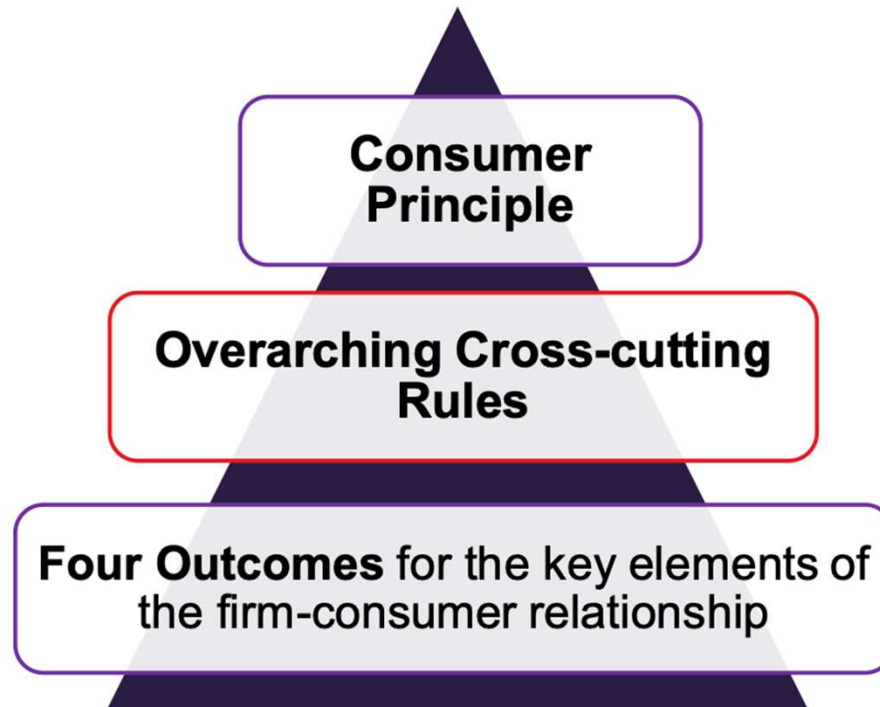 Consumer
Principle
Overarching Cross-cutting
Rules
Four Outcomes for the key elements of
the firm-consumer relationship